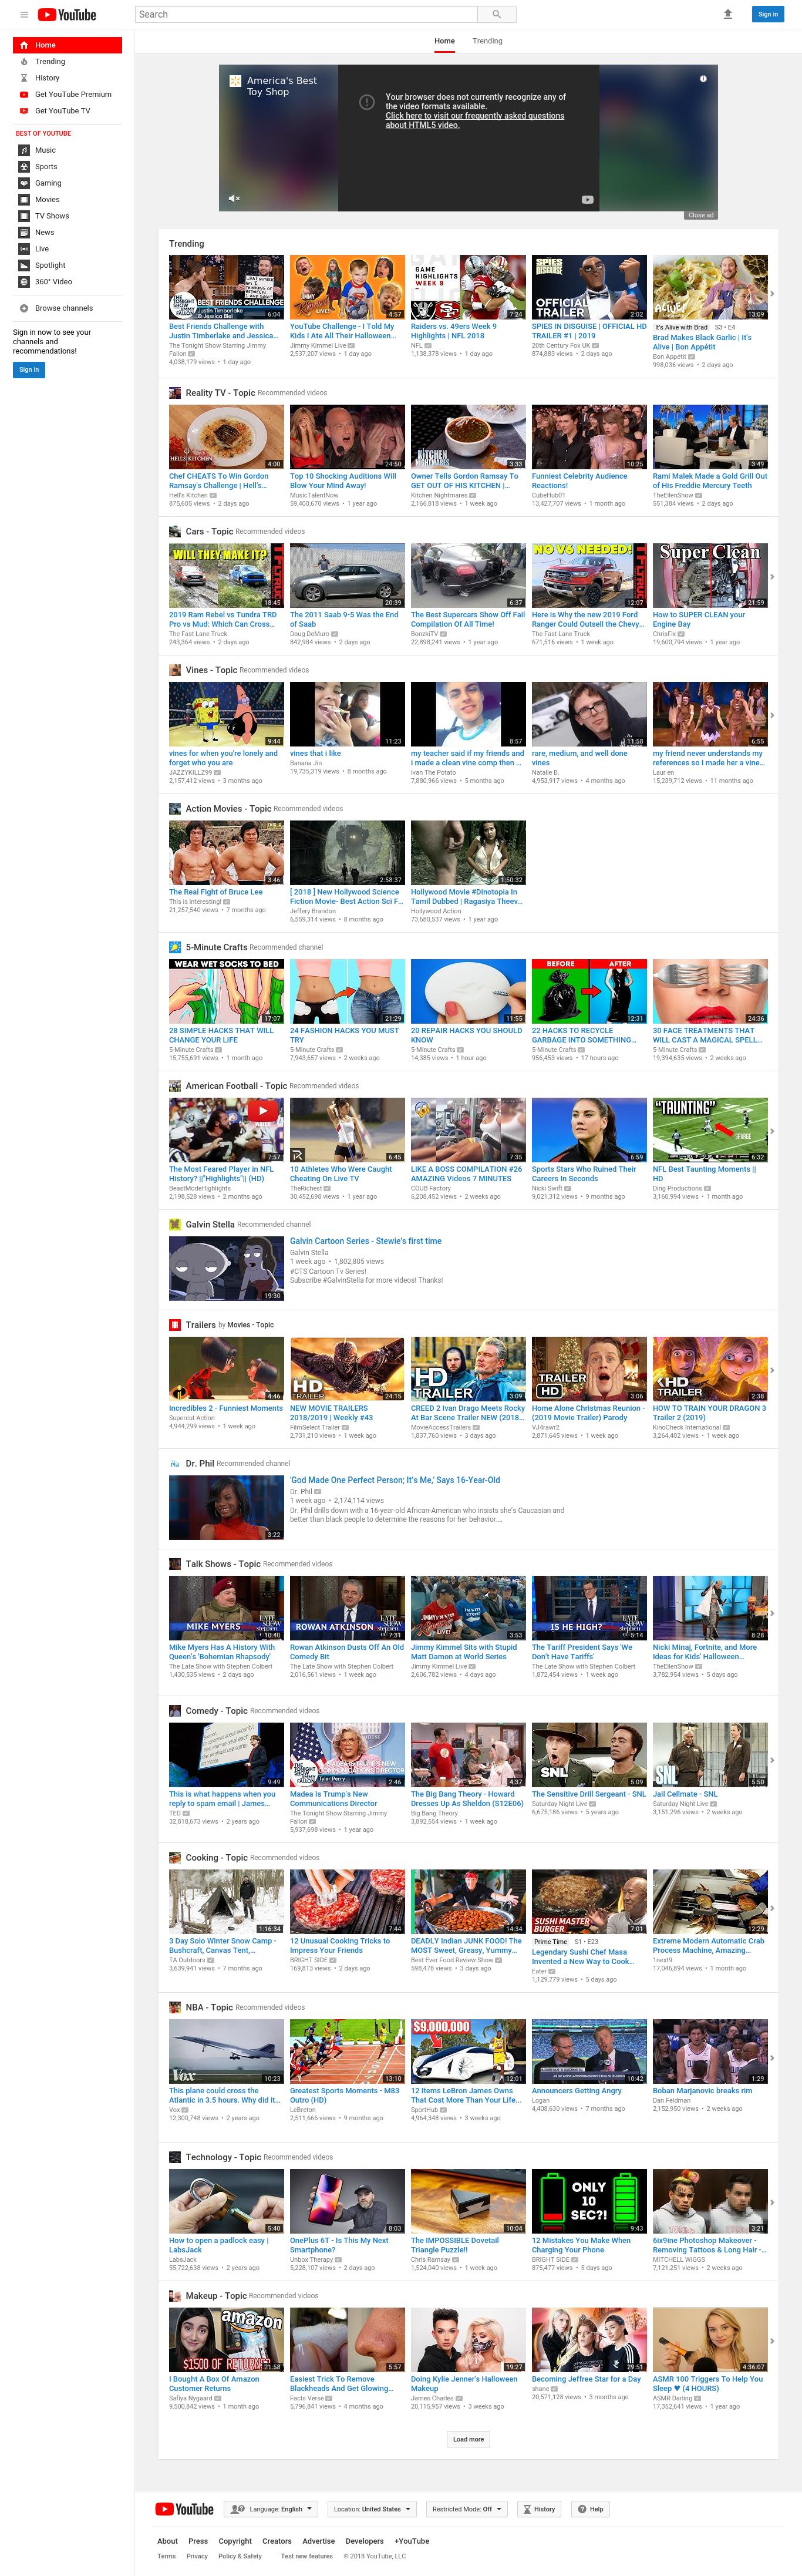 YouTube
Search
Sign in
Home
Trending
History
Get YouTube Premium
Get YouTube TV
BEST OF YOUTUBE
Music
Sports
Gaming
Movies
TV Shows
News
Live
Spotlight
360° Video
Browse channels
Sign in now to see your
channels and
recommendations!
Sign in
Home Trending
America's Best
Toy Shop
Your browser does not currently recognize any of
the video formats available.
Click here to visit our frequently asked questions
about HTML5 video.
Close ad
Trending
Best Friends Challenge with
Justin Timberlake and Jessica...
The Tonight Show Starring Jimmy
Fallon
4,038,179 views • 1 day ago
YouTube Challenge - I Told My
Kids I Ate All Their Halloween...
Jimmy Kimmel Live
2,537,207 views • 1 day ago
Raiders vs. 49ers Week 9
Highlights | NFL 2018
NFL
1,138,378 views • 1 day ago
SPIES IN DISGUISE | OFFICIAL HD
TRAILER #1 | 2019
20th Century Fox UK
874,883 views • 2 days ago
It's Alive with Brad S3 • E4
Brad Makes Black Garlic | It's
Alive | Bon Appétit
Bon Appétit
998,036 views • 2 days ago
Reality TV - Topic Recommended videos
Chef CHEATS To Win Gordon
Ramsay's Challenge | Hell's...
Hell's Kitchen
875,605 views • 2 days ago
Top 10 Shocking Auditions Will
Blow Your Mind Away!
MusicTalentNow
59,400,670 views • 1 year ago
Owner Tells Gordon Ramsay To
GET OUT OF HIS KITCHEN |...
Kitchen Nightmares
2,166,818 views • 1 week ago
Funniest Celebrity Audience
Reactions!
CubeHub01
13,427,707 views • 1 month ago
Rami Malek Made a Gold Grill Out
of His Freddie Mercury Teeth
TheEllenShow
551,384 views • 2 days ago
Cars - Topic Recommended videos
2019 Ram Rebel vs Tundra TRD
Pro vs Mud: Which Can Cross...
The Fast Lane Truck
243,364 views • 2 days ago
The 2011 Saab 9-5 Was the End
of Saab
Doug DeMuro
842,984 views • 2 days ago
The Best Supercars Show Off Fail
Compilation Of All Time!
BonzkiTV
22,898,241 views • 1 year ago
Here is Why the new 2019 Ford
Ranger Could Outsell the Chevy...
The Fast Lane Truck
671,516 views • 1 week ago
How to SUPER CLEAN your
Engine Bay
ChrisFix
19,600,794 views • 1 year ago
Vines - Topic Recommended videos
vines for when you're lonely and
forget who you are
JAZZYKILLZ99
2,157,412 views • 3 months ago
vines that i like
Banana Jin
19,735,319 views • 8 months ago
my teacher said if my friends and
i made a clean vine comp then ...
Ivan The Potato
7,880,966 views • 5 months ago
rare, medium, and well done
vines
Natalie B.
4,953,917 views • 4 months ago
my friend never understands my
references so I made her a vine...
Laur en
15,239,712 views • 11 months ago
Action Movies - Topic Recommended videos
The Real Fight of Bruce Lee
This is interesting!
21,257,540 views • 7 months ago
[ 2018 ] New Hollywood Science
Fiction Movie- Best Action Sci F...
Jeffery Brandon
6,559,314 views • 8 months ago
Hollywood Movie #Dinotopia In
Tamil Dubbed | Ragasiya Theev...
Hollywood Action
73,680,537 views • 1 year ago
5-Minute Crafts Recommended channel
28 SIMPLE HACKS THAT WILL
CHANGE YOUR LIFE
5-Minute Crafts
15,755,691 views • 1 month ago
24 FASHION HACKS YOU MUST
TRY
5-Minute Crafts
7,943,657 views • 2 weeks ago
20 REPAIR HACKS YOU SHOULD
KNOW
5-Minute Crafts
14,385 views • 1 hour ago
22 HACKS TO RECYCLE
GARBAGE INTO SOMETHING...
5-Minute Crafts
956,453 views • 17 hours ago
30 FACE TREATMENTS THAT
WILL CAST A MAGICAL SPELL...
5-Minute Crafts
19,394,635 views • 2 weeks ago
American Football - Topic Recommended videos
The Most Feared Player in NFL
History? ||"Highlights"|| (HD)
BeastModeHighlights
2,198,528 views • 2 months ago
10 Athletes Who Were Caught
Cheating On Live TV
TheRichest
30,452,698 views • 1 year ago
LIKE A BOSS COMPILATION #26
AMAZING Videos 7 MINUTES
COUB Factory
6,208,452 views • 2 weeks ago
Sports Stars Who Ruined Their
Careers In Seconds
Nicki Swift
9,021,312 views • 9 months ago
NFL Best Taunting Moments ||
HD
Ding Productions
3,160,994 views • 1 month ago
Galvin Stella Recommended channel
Galvin Cartoon Series - Stewie's first time
Galvin Stella
1 week ago • 1,802,805 views
#CTS Cartoon Tv Series!
Subscribe #GalvinStella for more videos! Thanks!
Trailers by Movies - Topic
Incredibles 2 - Funniest Moments
Supercut Action
4,944,299 views • 1 week ago
NEW MOVIE TRAILERS
2018/2019 | Weekly #43
FilmSelect Trailer
2,731,210 views • 1 week ago
CREED 2 Ivan Drago Meets Rocky
At Bar Scene Trailer NEW (2018...
MovieAccessTrailers
1,837,760 views • 3 days ago
Home Alone Christmas Reunion -
(2019 Movie Trailer) Parody
VJ4rawr2
2,871,645 views • 1 week ago
HOW TO TRAIN YOUR DRAGON 3
Trailer 2 (2019)
KinoCheck International
3,264,402 views • 1 week ago
Dr. Phil Recommended channel
'God Made One Perfect Person; It's Me,' Says 16-Year-Old
Dr. Phil
1 week ago • 2,174,114 views
Dr. Phil drills down with a 16-year-old African-American who insists she's Caucasian and
better than black people to determine the reasons for her behavior....
Talk Shows - Topic Recommended videos
Mike Myers Has A History With
Queen's 'Bohemian Rhapsody'
The Late Show with Stephen Colbert
1,430,535 views • 2 days ago
Rowan Atkinson Dusts Off An Old
Comedy Bit
The Late Show with Stephen Colbert
2,016,561 views • 1 week ago
Jimmy Kimmel Sits with Stupid
Matt Damon at World Series
Jimmy Kimmel Live
2,606,782 views • 4 days ago
The Tariff President Says 'We
Don't Have Tariffs'
The Late Show with Stephen Colbert
1,872,454 views • 1 week ago
Nicki Minaj, Fortnite, and More
Ideas for Kids' Halloween...
TheEllenShow
3,782,954 views • 5 days ago
Comedy - Topic Recommended videos
This is what happens when you
reply to spam email | James...
TED
32,818,673 views • 2 years ago
Madea Is Trump's New
Communications Director
The Tonight Show Starring Jimmy
Fallon
5,937,698 views • 1 year ago
The Big Bang Theory - Howard
Dresses Up As Sheldon (S12E06)
Big Bang Theory
3,892,554 views • 1 week ago
The Sensitive Drill Sergeant - SNL
Saturday Night Live
6,675,186 views • 5 years ago
Jail Cellmate - SNL
Saturday Night Live
3,151,296 views • 2 weeks ago
Cooking - Topic Recommended videos
3 Day Solo Winter Snow Camp -
Bushcraft, Canvas Tent,...
TA Outdoors
3,639,941 views • 7 months ago
12 Unusual Cooking Tricks to
Impress Your Friends
BRIGHT SIDE
169,813 views • 2 days ago
DEADLY Indian JUNK FOOD! The
MOST Sweet, Greasy, Yummy...
Best Ever Food Review Show
598,478 views • 3 days ago
Prime Time S1 • E23
Legendary Sushi Chef Masa
Invented a New Way to Cook...
Eater
1,129,779 views • 5 days ago
Extreme Modern Automatic Crab
Process Machine, Amazing...
1next9
17,046,894 views • 1 month ago
NBA - Topic Recommended videos
This plane could cross the
Atlantic in 3.5 hours. Why did it...
Vox
12,300,748 views • 2 years ago
Greatest Sports Moments - M83
Outro (HD)
LeBreton
2,511,666 views • 9 months ago
12 Items LeBron James Owns
That Cost More Than Your Life...
SportHub
4,964,348 views • 3 weeks ago
Announcers Getting Angry
Logan
4,408,630 views • 7 months ago
Boban Marjanovic breaks rim
Dan Feldman
2,152,950 views • 2 weeks ago
Technology - Topic Recommended videos
How to open a padlock easy |
LabsJack
LabsJack
55,722,638 views • 2 years ago
OnePlus 6T - Is This My Next
Smartphone?
Unbox Therapy
5,228,107 views • 2 days ago
The IMPOSSIBLE Dovetail
Triangle Puzzle!!
Chris Ramsay
1,524,040 views • 1 week ago
12 Mistakes You Make When
Charging Your Phone
BRIGHT SIDE
875,477 views • 5 days ago
6ix9ine Photoshop Makeover -
Removing Tattoos & Long Hair -...
MITCHELL WIGGS
7,121,251 views • 2 weeks ago
Makeup - Topic Recommended videos
I Bought A Box Of Amazon
Customer Returns
Safiya Nygaard
9,500,842 views • 1 month ago
Easiest Trick To Remove
Blackheads And Get Glowing...
Facts Verse
5,796,841 views • 4 months ago
Doing Kylie Jenner's Halloween
Makeup
James Charles
20,115,957 views • 3 weeks ago
Becoming Jeffree Star for a Day
shane
20,571,128 views • 3 months ago
ASMR 100 Triggers To Help You
Sleep ♥ (4 HOURS)
ASMR Darling
17,352,641 views • 1 year ago
Load more
YouTube
Language: English
Location: United States
Restricted Mode: Off
History
Help
About Press Copyright Creators Advertise Developers +YouTube
Terms Privacy Policy & Safety Test new features © 2018 YouTube, LLC